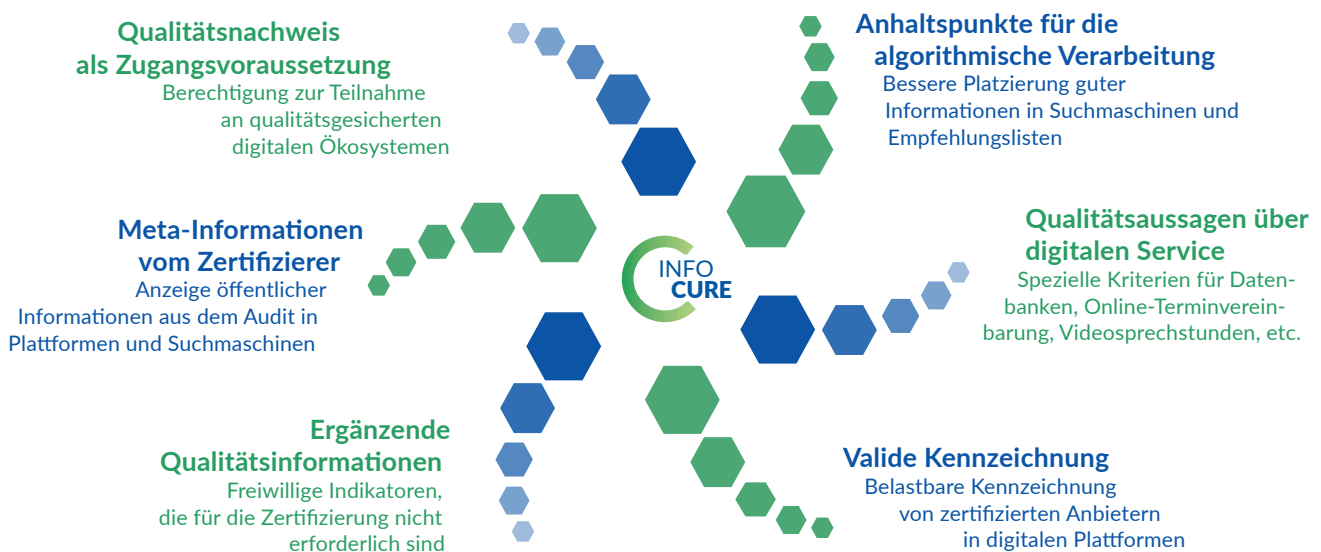 Qualitätsnachweis
als Zugangsvoraussetzung
Berechtigung zur Teilnahme
an qualitätsgesicherten
digitalen Ökosystemen
Anhaltspunkte für die
algorithmische Verarbeitung
Bessere Platzierung guter
Informationen in Suchmaschinen und
Empfehlungslisten
Meta-Informationen
vom Zertifizierer
Anzeige öffentlicher
Informationen aus dem Audit in
Plattformen und Suchmaschinen
INFO
CURE
Qualitätsaussagen über
digitalen Service
Spezielle Kriterien für Daten-
banken, Online-Terminverein-
barung, Videosprechstunden, etc.
Ergänzende
Qualitätsinformationen
Freiwillige Indikatoren,
die für die Zertifizierung nicht
erforderlich sind
Valide Kennzeichnung
Belastbare Kennzeichnung
von zertifizierten Anbietern
in digitalen Plattformen